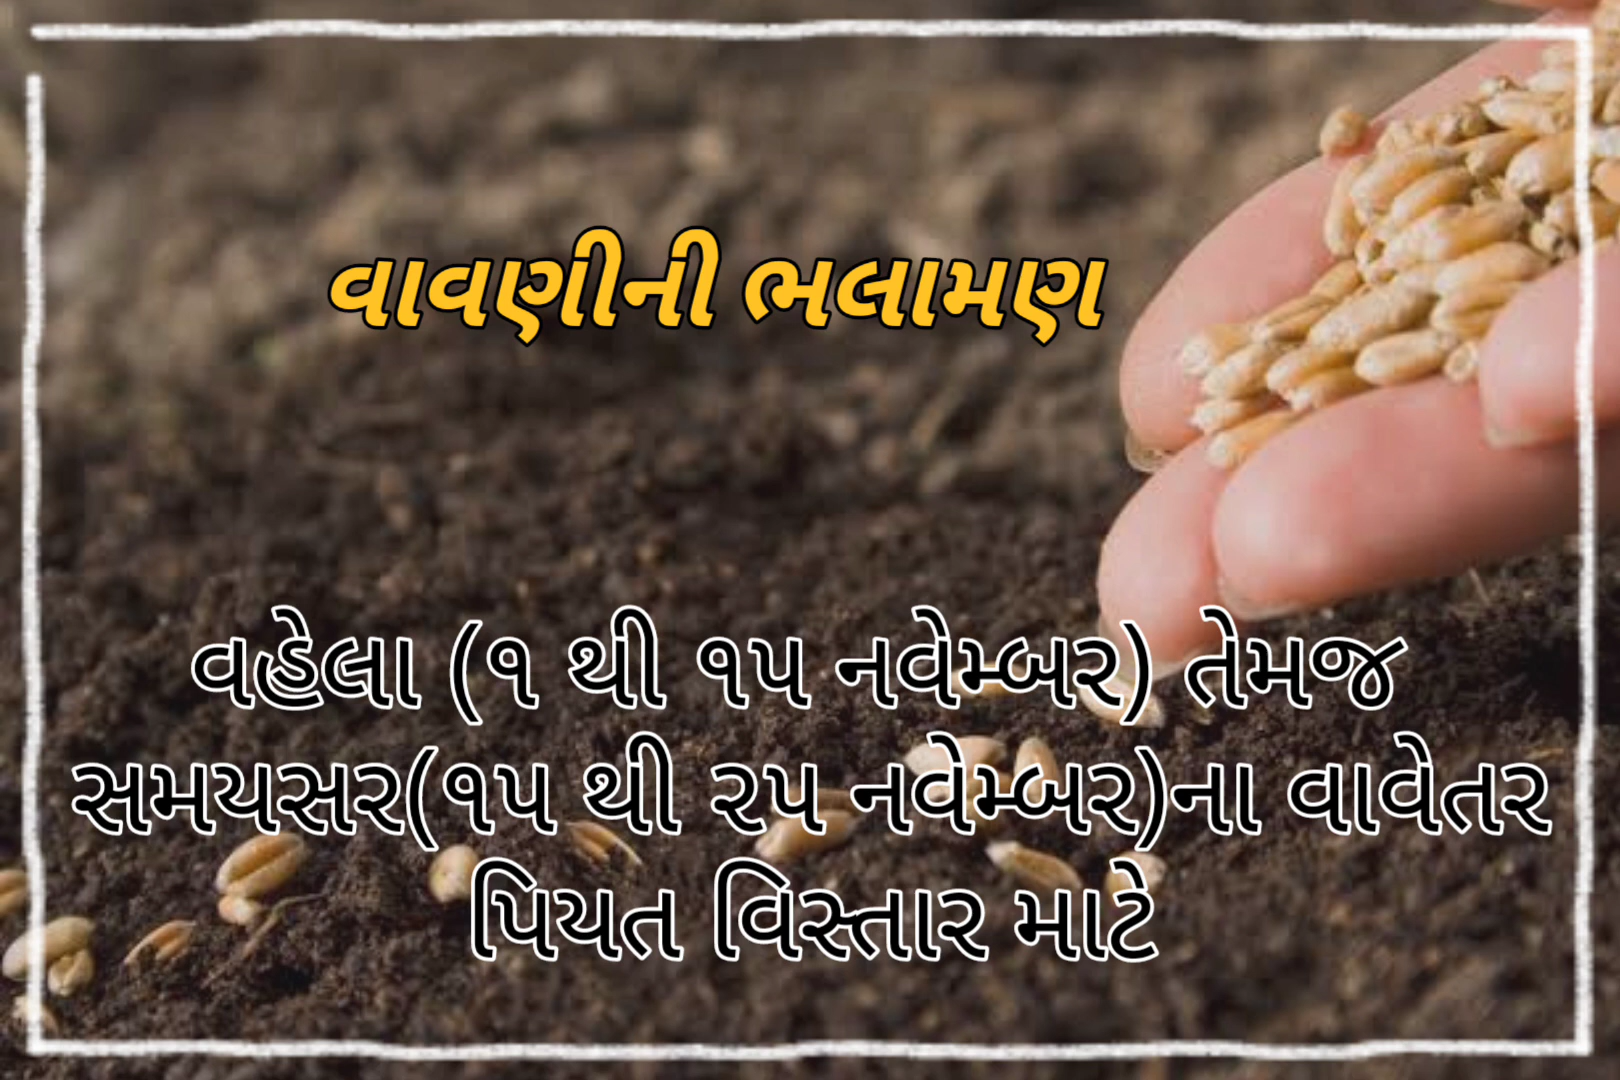 વાવણીની ભલામણ
વહેલા (૧ થી ૧૫ નવેમ્બર) તેમજ
સમયસર(૧૫ થી ૨૫ નવેમ્બર)ના વાવેતર
પિયત વિસ્તાર માટે